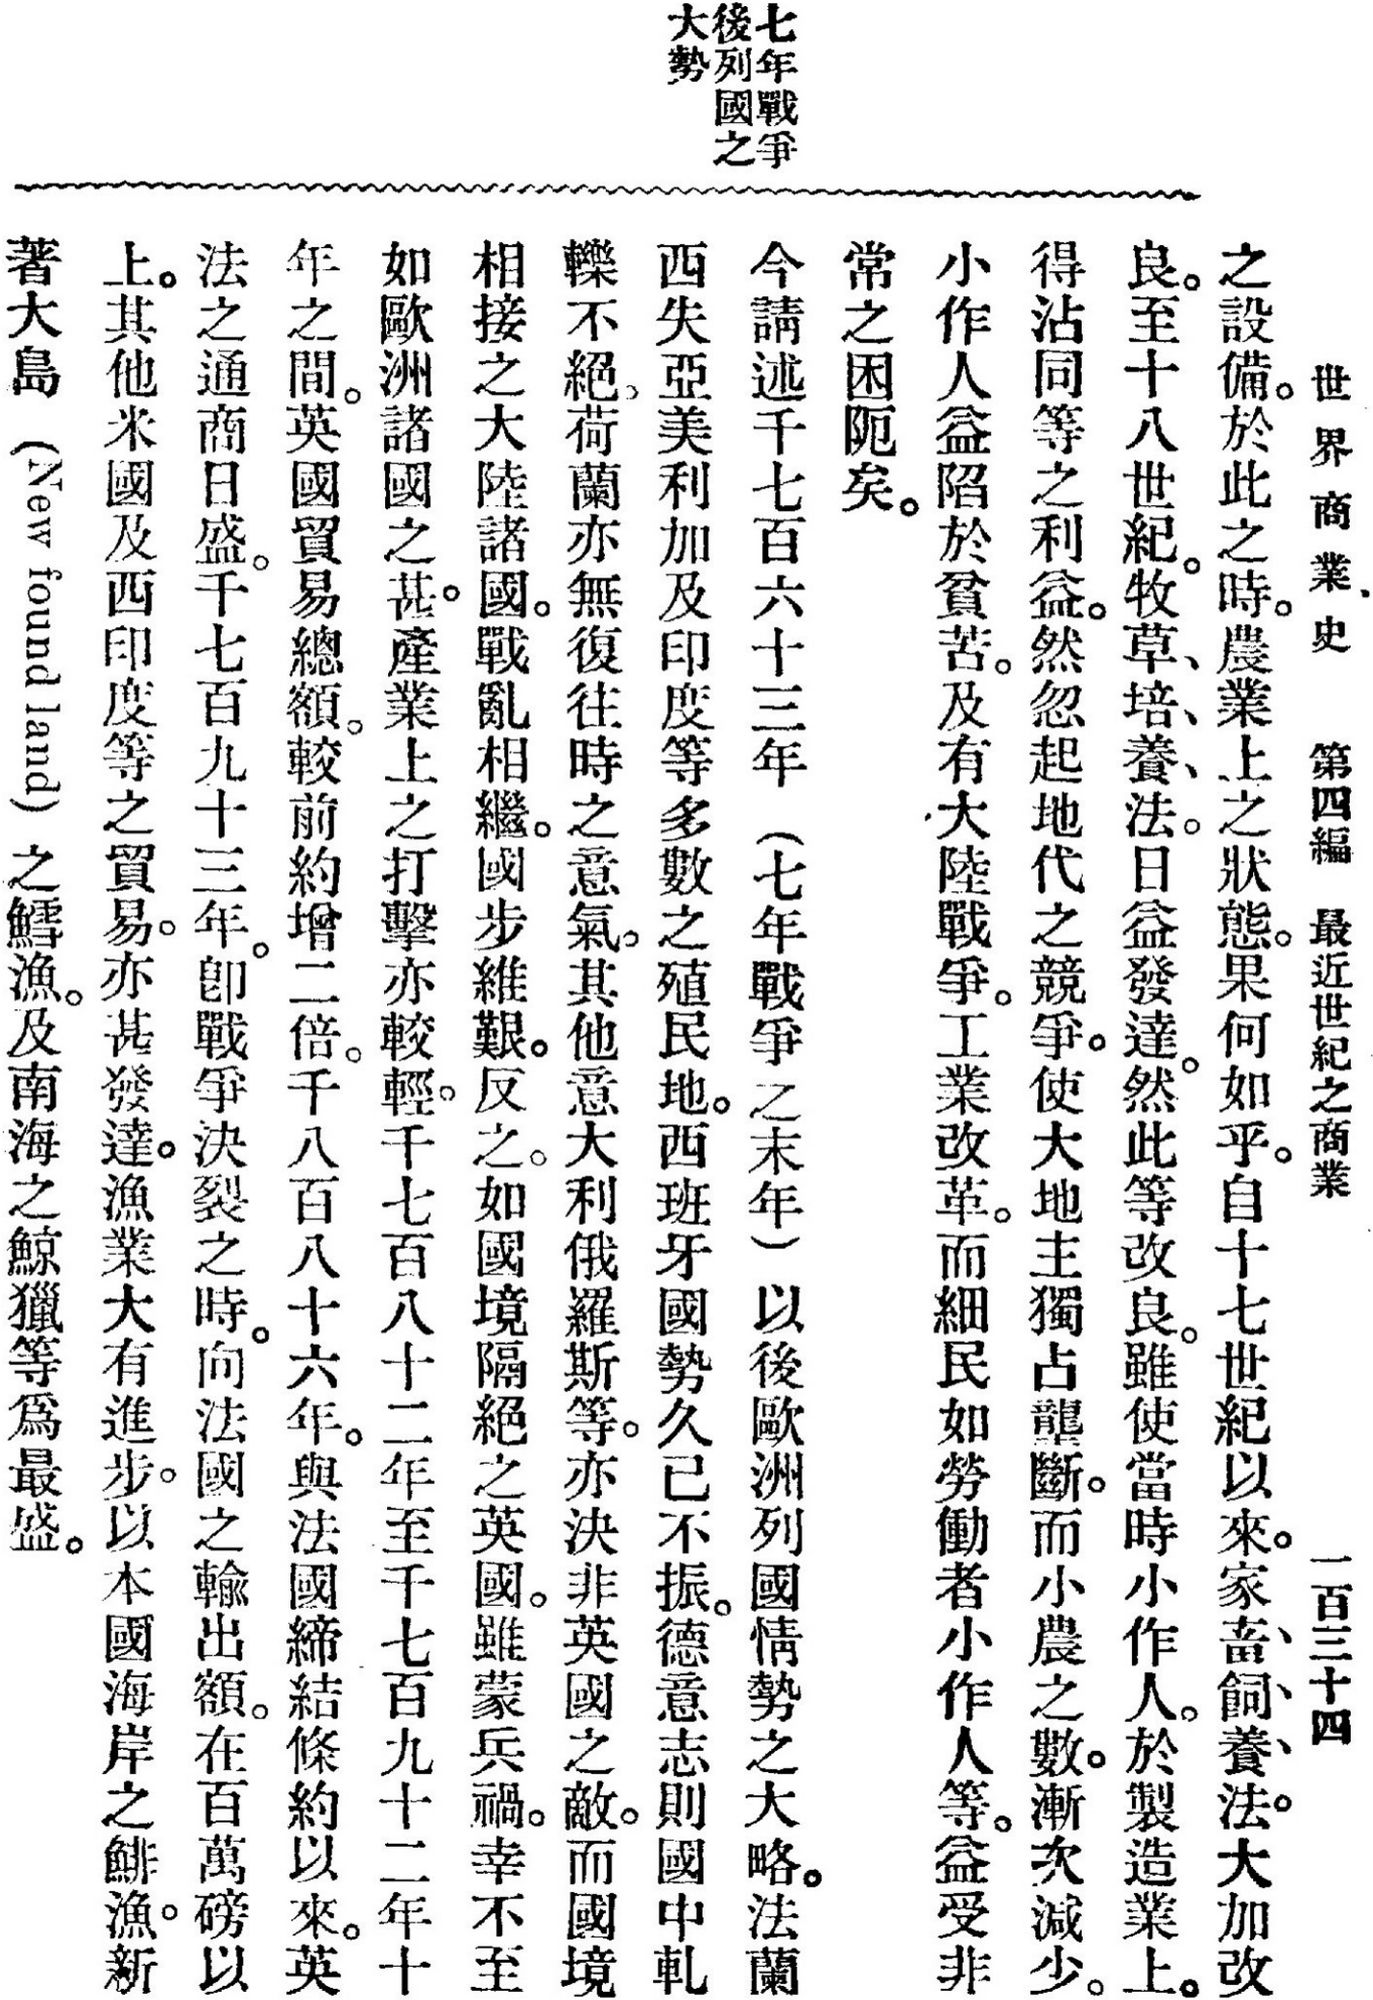 世界商業史　第四編　最近世紀之商業　一百三十四
七年戰爭
後列國之
大勢
之設備。於此之時。農業上之狀態。果何如乎。自十七世紀以來。家畜、飼、養、法。大加改
良。至十八世紀。牧草、培、養、法。日益發達。然此等改良。雖使當時小作人。於製造業上。
得沾同等之利益。然忽起地代之競爭。使大地主獨占壟斷。而小農之數。漸次減少。
小作人益陷於貧苦。及有大陸戰爭。工業改革。而細民如勞働者小作人等。益受非
常之困阨矣。
今請述千七百六十三年（七年戰爭之末年）以後歐洲列國情勢之大略。法蘭
西失亞美利加及印度等多數之殖民地。西班牙國勢久已不振。德意志則國中軋
轢不絕。荷蘭亦無復往時之意氣。其他意大利俄羅斯等。亦決非英國之敵。而國境
相接之大陸諸國。戰亂相繼。國步維艱。反之。如國境隔絕之英國。雖蒙兵禍。幸不至
如歐洲諸國之甚。產業上之打擊亦較輕。千七百八十二年至千七百九十二年十
年之間。英國貿易總額。較前約增二倍。千八百八十六年。與法國締結條約以來。英
法之通商日盛。千七百九十三年。卽戰爭決裂之時。向法國之輸出額。在百萬磅以
上。其他米國及西印度等之貿易。亦甚發達。漁業大有進步。以本國海岸之鯡漁。新
著大島（New found land）之鱈漁。及南海之鯨獵等爲最盛。